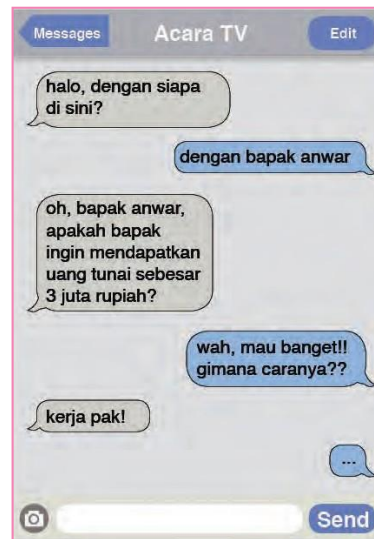 Messages Acara TV Edit
halo, dengan siapa
di sini?
dengan bapak anwar
oh, bapak anwar,
apakah bapak
ingin mendapatkan
uang tunai sebesar
3 juta rupiah?
wah, mau banget!!
gimana caranya??
kerja pak!
...
Send